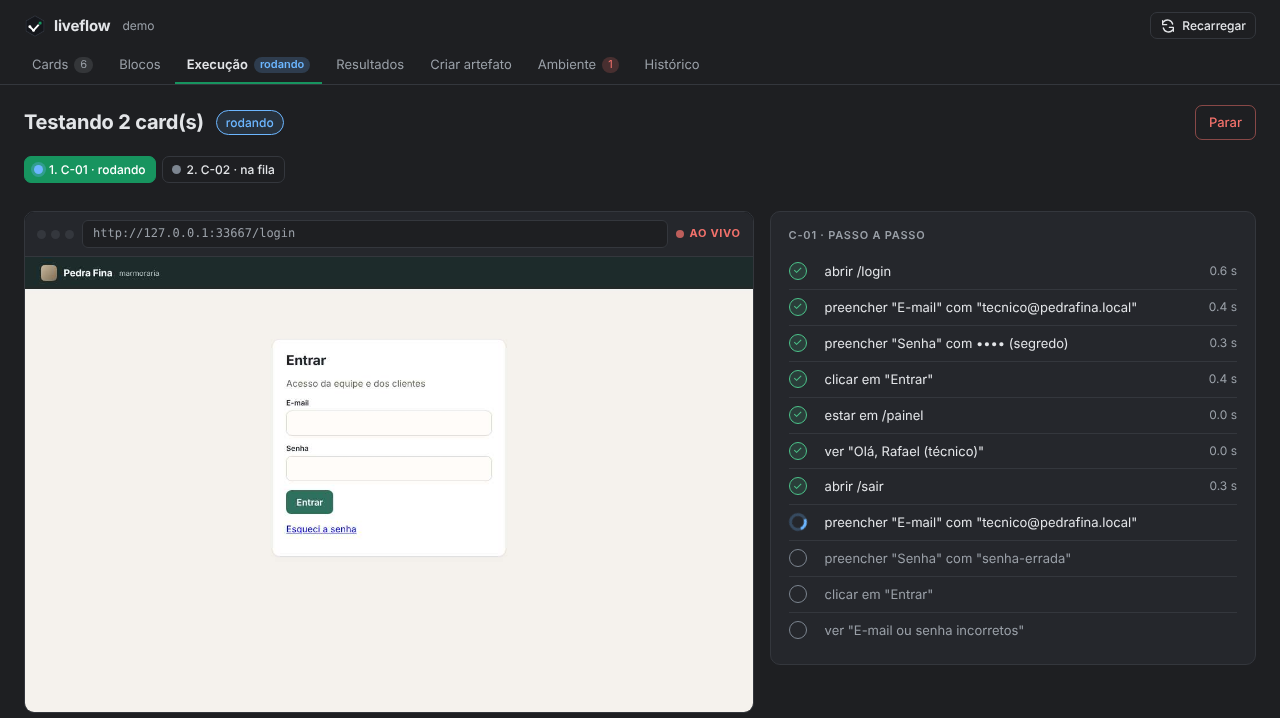 liveflow demo
Recarregar
Cards 6 Blocos Execução rodando Resultados Criar artefato Ambiente 1 Histórico
Testando 2 card(s) rodando
Parar
1. C-01 · rodando
2. C-02 · na fila
http://127.0.0.1:33667/login
AO VIVO
Pedra Fina marmoraria
Entrar
Acesso da equipe e dos clientes
E-mail
Senha
Entrar
Esqueci a senha
C-01 · PASSO A PASSO
abrir /login 0.6 s
preencher "E-mail" com "tecnico@pedrafina.local" 0.4 s
preencher "Senha" com •••• (segredo) 0.3 s
clicar em "Entrar" 0.4 s
estar em /painel 0.0 s
ver "Olá, Rafael (técnico)" 0.0 s
abrir /sair 0.3 s
preencher "E-mail" com "tecnico@pedrafina.local"
preencher "Senha" com "senha-errada"
clicar em "Entrar"
ver "E-mail ou senha incorretos"